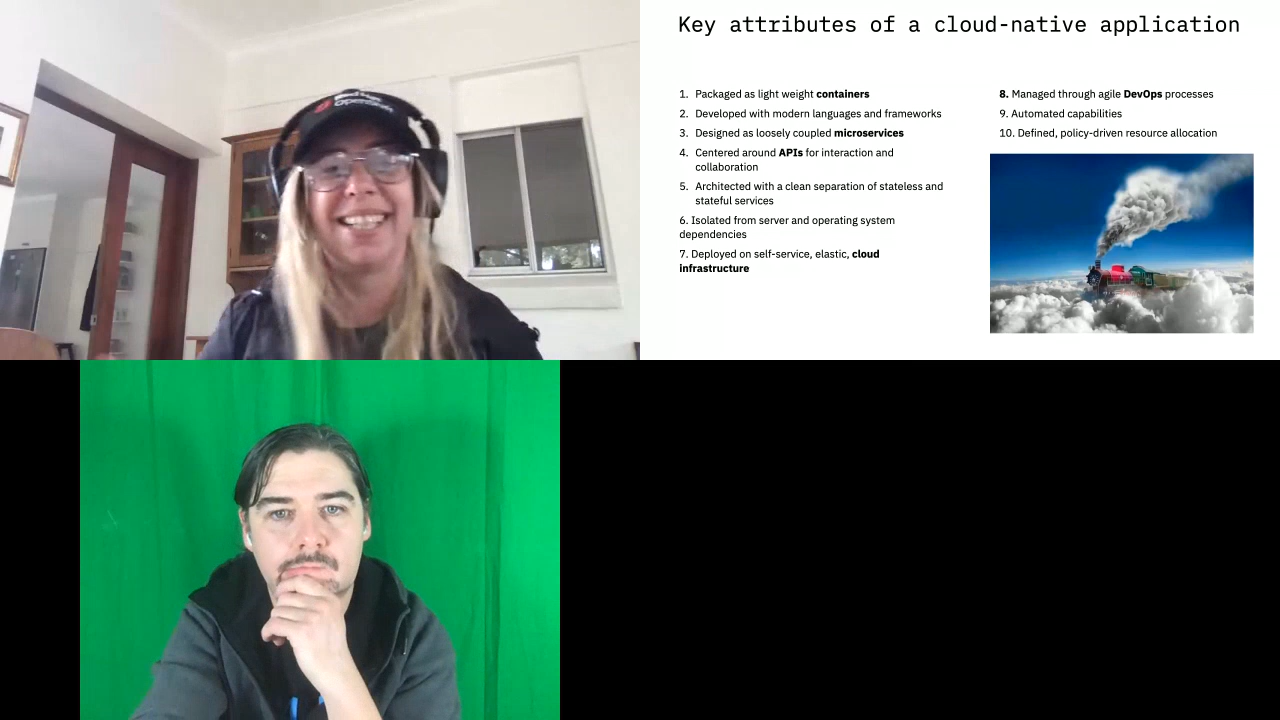 Key attributes of a cloud-native application
1. Packaged as light weight containers
2. Developed with modern languages and frameworks
3. Designed as loosely coupled microservices
4. Centered around APIs for interaction and
collaboration
5. Architected with a clean separation of stateless and
stateful services
6. Isolated from server and operating system
dependencies
7. Deployed on self-service, elastic, cloud
infrastructure
8. Managed through agile DevOps processes
9. Automated capabilities
10. Defined, policy-driven resource allocation